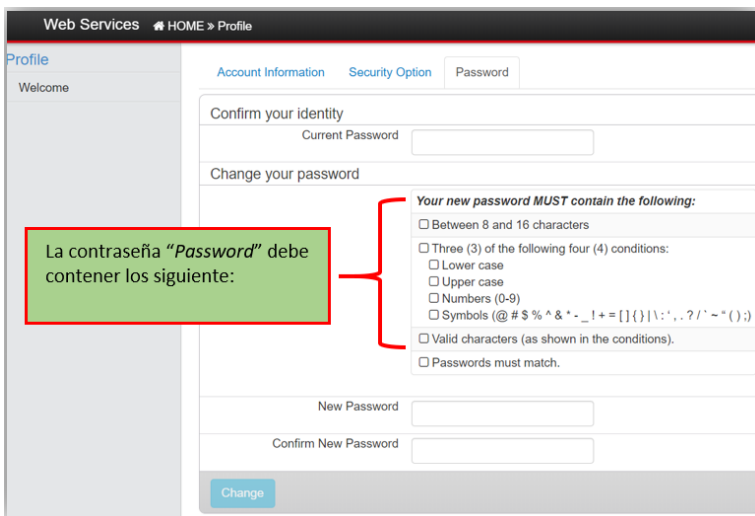 Web Services HOME » Profile
Profile
Welcome
Account Information Security Option Password
Confirm your identity
Current Password
Change your password
Your new password MUST contain the following:
Between 8 and 16 characters
Three (3) of the following four (4) conditions:
Lower case
Upper case
Numbers (0-9)
Symbols (@ # $ % ^ & * - _ ! + = [ ] { } | \ : ' , . ? / ` ~ " ( ) ;)
Valid characters (as shown in the conditions).
Passwords must match.
La contraseña “Password” debe
contener los siguiente:
New Password
Confirm New Password
Change